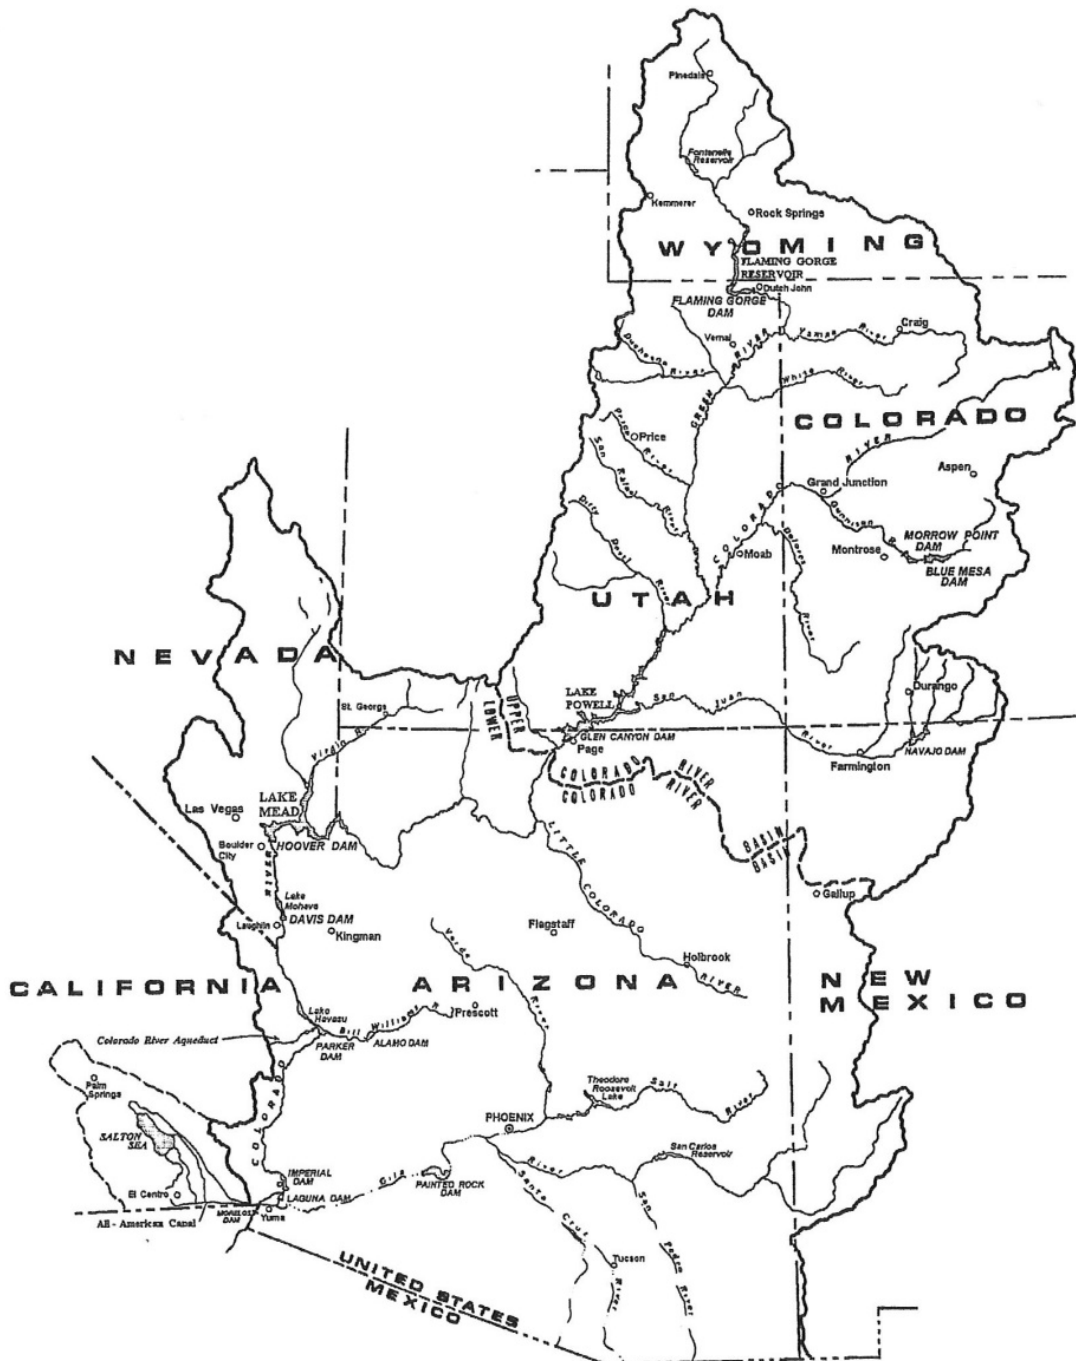 Pinedale
Fontenelle
Reservoir
Kemmerer
Rock Springs
WYOMING
FLAMING GORGE
RESERVOIR
Dutch John
FLAMING GORGE
DAM
Vernal
Craig
Yampa River
Duchesne River
GREEN RIVER
White River
COLORADO
Price
Price River
San Rafael River
COLORADO RIVER
Grand Junction
Aspen
Gunnison R.
MORROW POINT
DAM
Montrose
BLUE MESA
DAM
Moab
Dolores River
Dirty Devil River
UTAH
NEVADA
St. George
Virgin R.
UPPER
LOWER
LAKE
POWELL
San Juan River
Durango
GLEN CANYON DAM
Page
NAVAJO DAM
Farmington
COLORADO RIVER BASIN
COLORADO RIVER BASIN
Las Vegas
LAKE
MEAD
Boulder
City
HOOVER DAM
RIVER
LITTLE COLORADO RIVER
Gallup
Lake
Mohave
DAVIS DAM
Laughlin
Kingman
Verde River
Flagstaff
Holbrook
CALIFORNIA
ARIZONA
NEW
MEXICO
Lake
Havasu
Bill Williams R.
Prescott
Colorado River Aqueduct
PARKER
DAM
ALAMO DAM
Palm
Springs
COLORADO
Theodore
Roosevelt
Lake
Salt River
PHOENIX
SALTON
SEA
San Carlos
Reservoir
IMPERIAL
DAM
Gila River
PAINTED ROCK
DAM
El Centro
LAGUNA DAM
MORELOS
DAM
Yuma
All - American Canal
Santa Cruz River
San Pedro River
Tucson
UNITED STATES
MEXICO